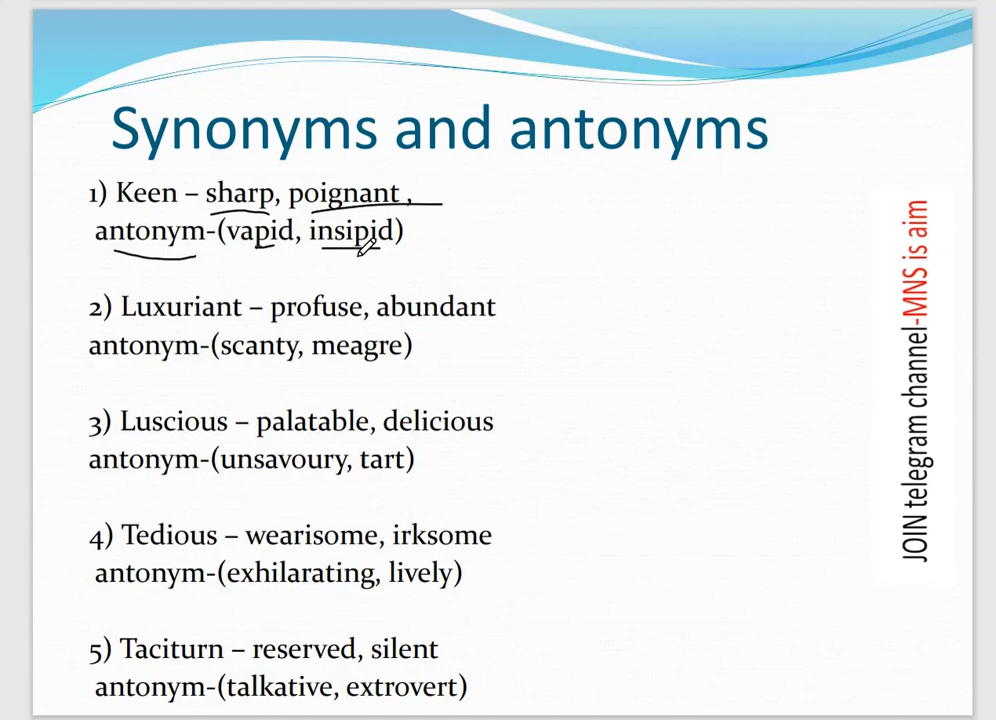 Synonyms and antonyms
1) Keen – sharp, poignant ,
antonym-(vapid, insipid)
2) Luxuriant – profuse, abundant
antonym-(scanty, meagre)
3) Luscious – palatable, delicious
antonym-(unsavoury, tart)
4) Tedious – wearisome, irksome
antonym-(exhilarating, lively)
5) Taciturn – reserved, silent
antonym-(talkative, extrovert)
JOIN telegram channel-MNS is aim